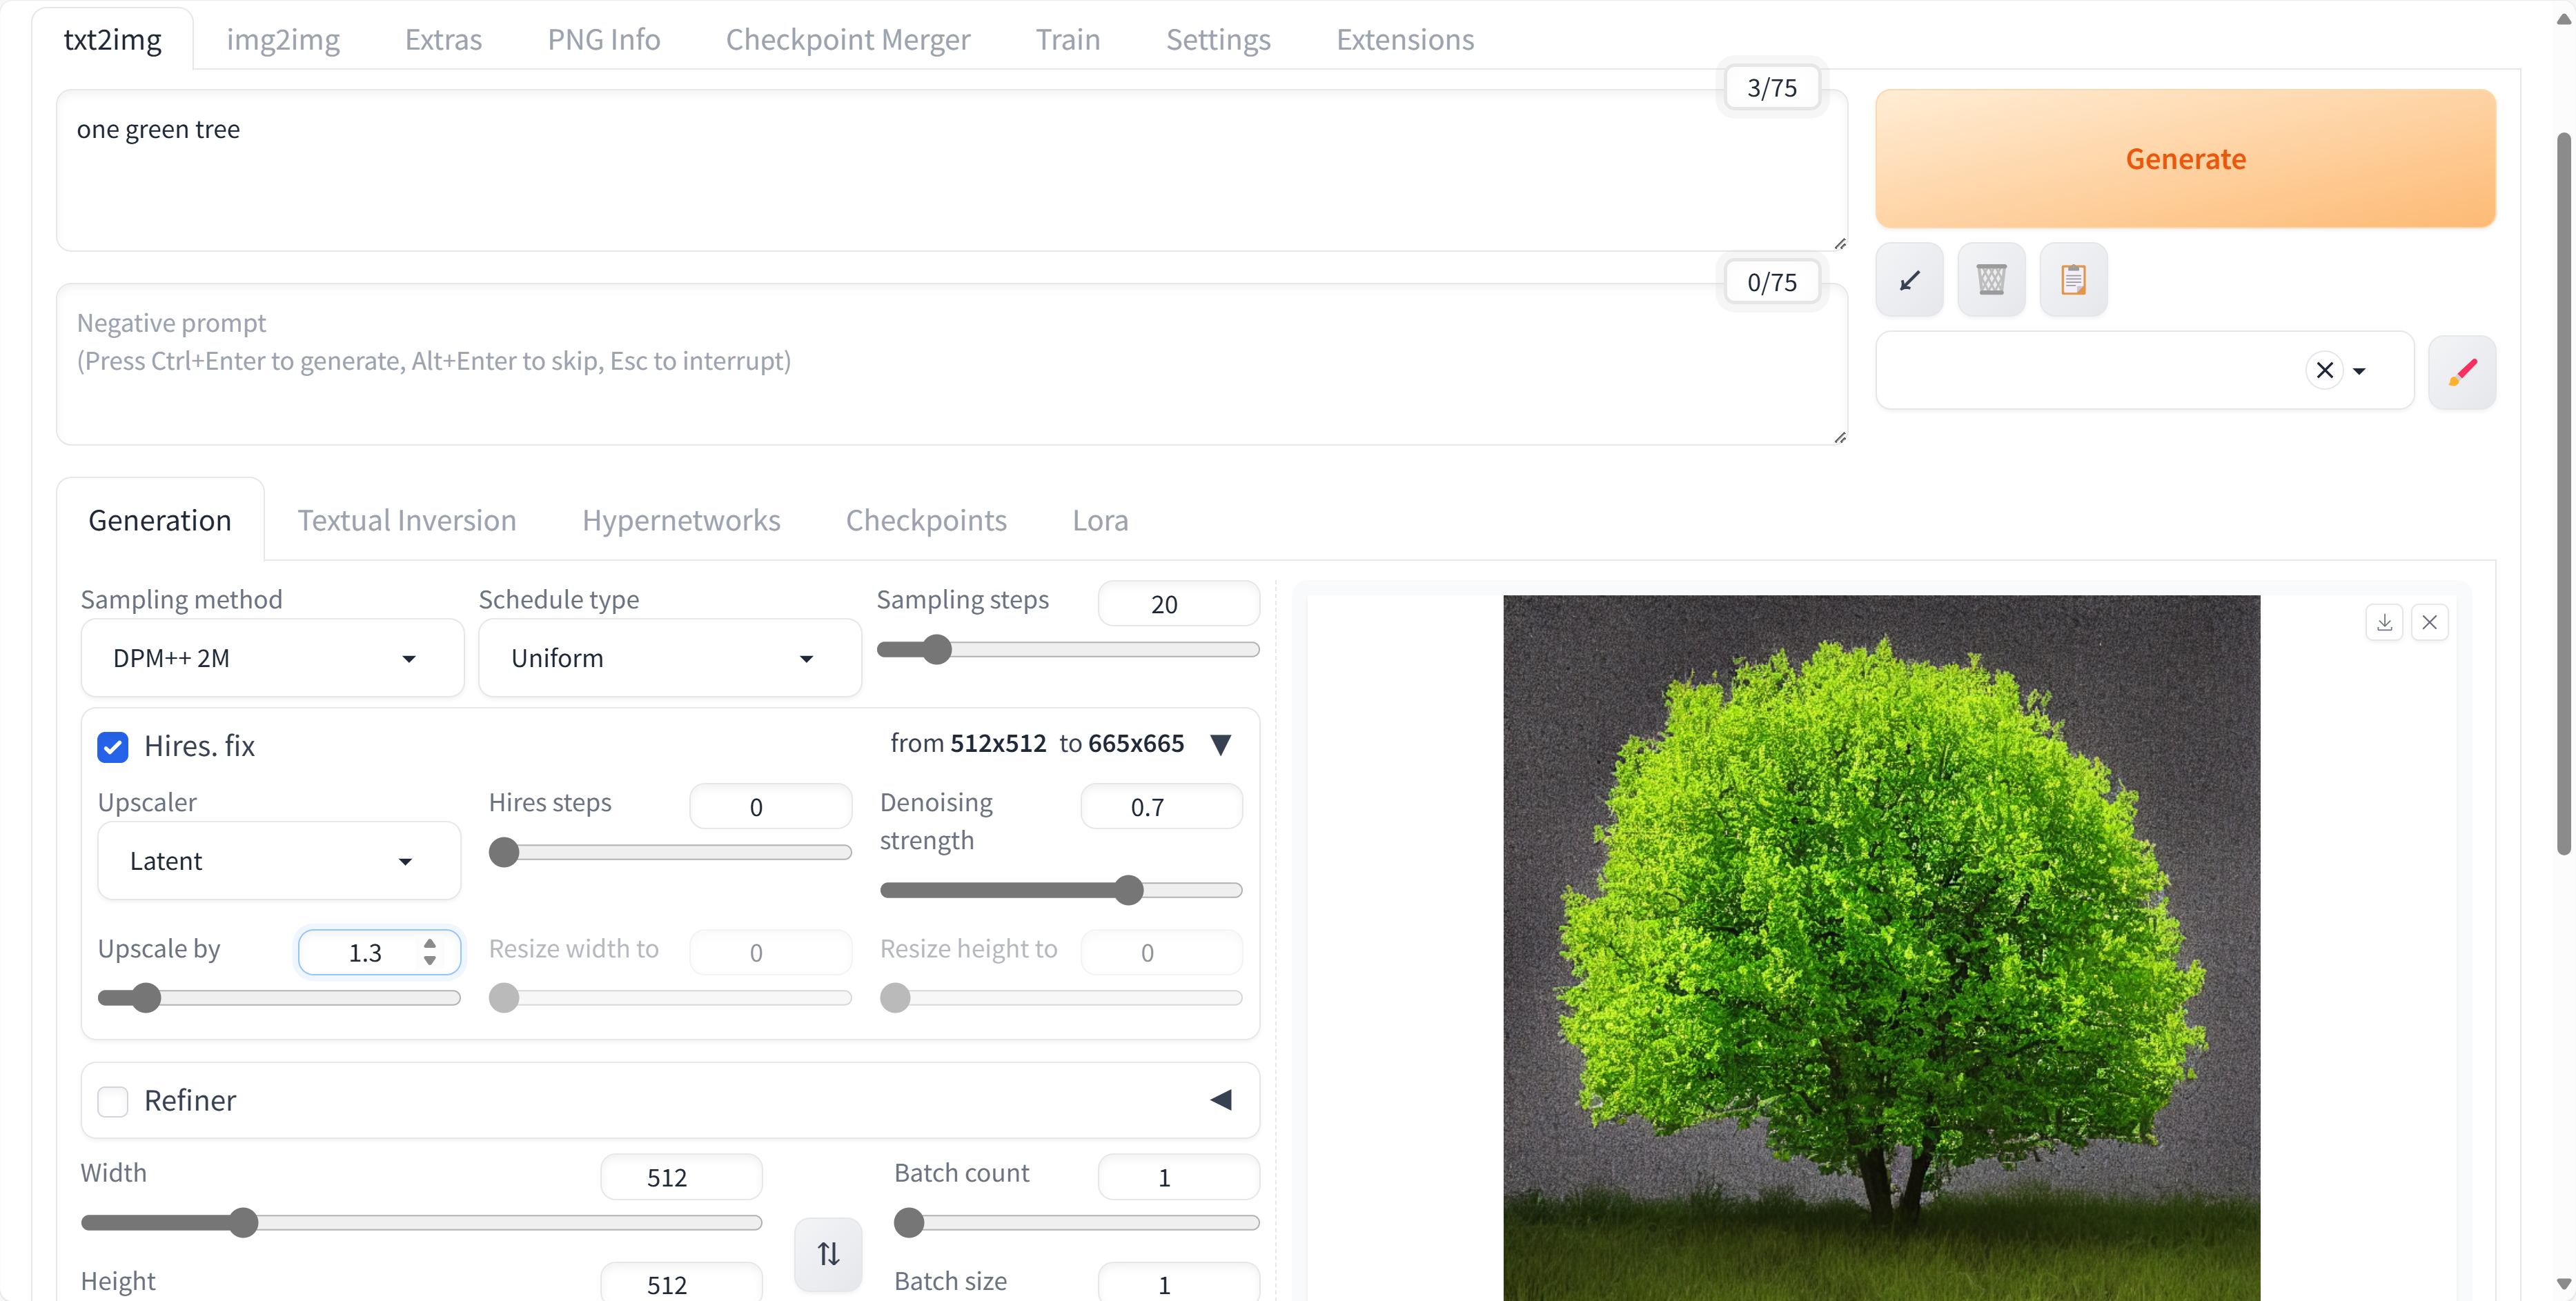 txt2img img2img Extras PNG Info Checkpoint Merger Train Settings Extensions
3/75
one green tree
Generate
0/75
Negative prompt
(Press Ctrl+Enter to generate, Alt+Enter to skip, Esc to interrupt)
Generation Textual Inversion Hypernetworks Checkpoints Lora
Sampling method Schedule type Sampling steps 20
DPM++ 2M Uniform
Hires. fix from 512x512 to 665x665
Upscaler Hires steps 0 Denoising strength 0.7
Latent
Upscale by 1.3 Resize width to 0 Resize height to 0
Refiner
Width 512 Batch count 1
Height 512 Batch size 1